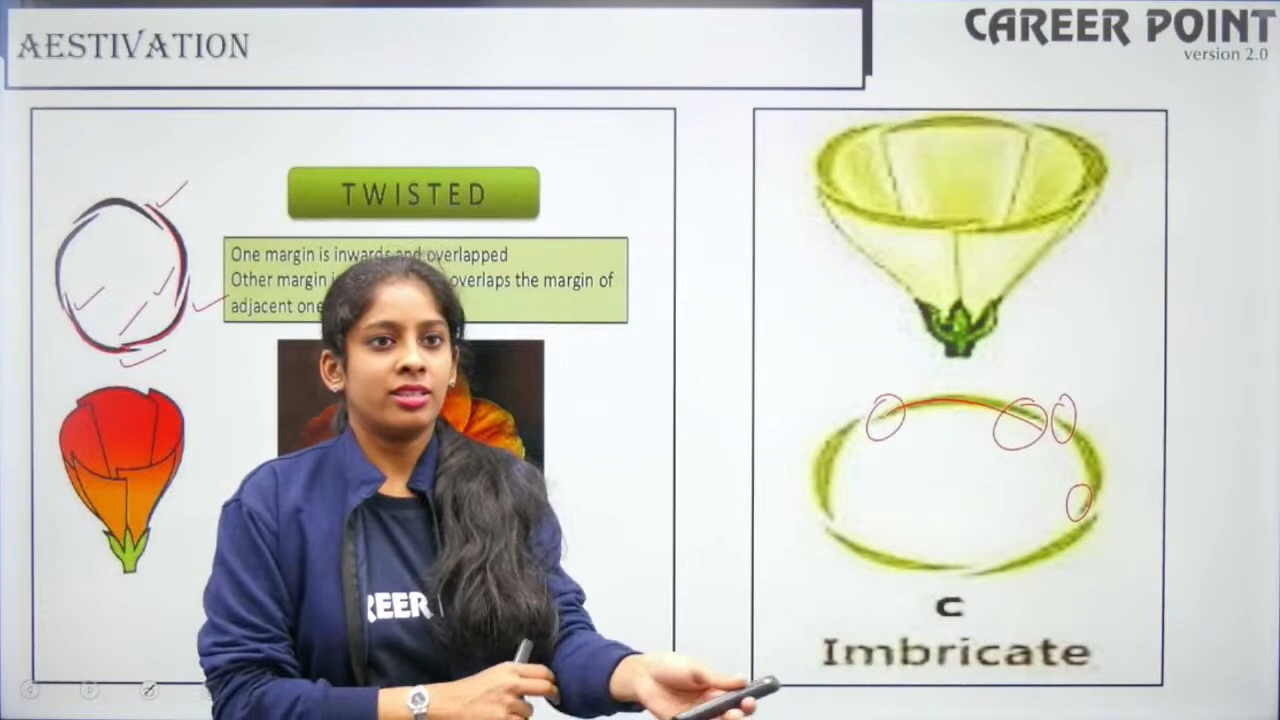 AESTIVATION
CAREER POINT
version 2.0
TWISTED
One margin is inwards and overlapped
Other margin overlaps the margin of
adjacent one
REER
C
Imbricate